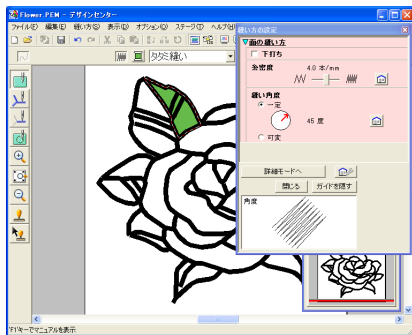 Flower.PEM - デザインセンター
ファイル(F) 編集(E) 縫い方(S) 表示(D) オプション(O) ステージ(T) ヘルプ(H)
タタミ縫い
縫い方の設定
▼面の縫い方
下打ち
糸密度 4.0 本/mm
縫い角度
一定
45 度
可変
詳細モードへ
閉じる ガイドを隠す
角度
'F1'キーでマニュアルを表示